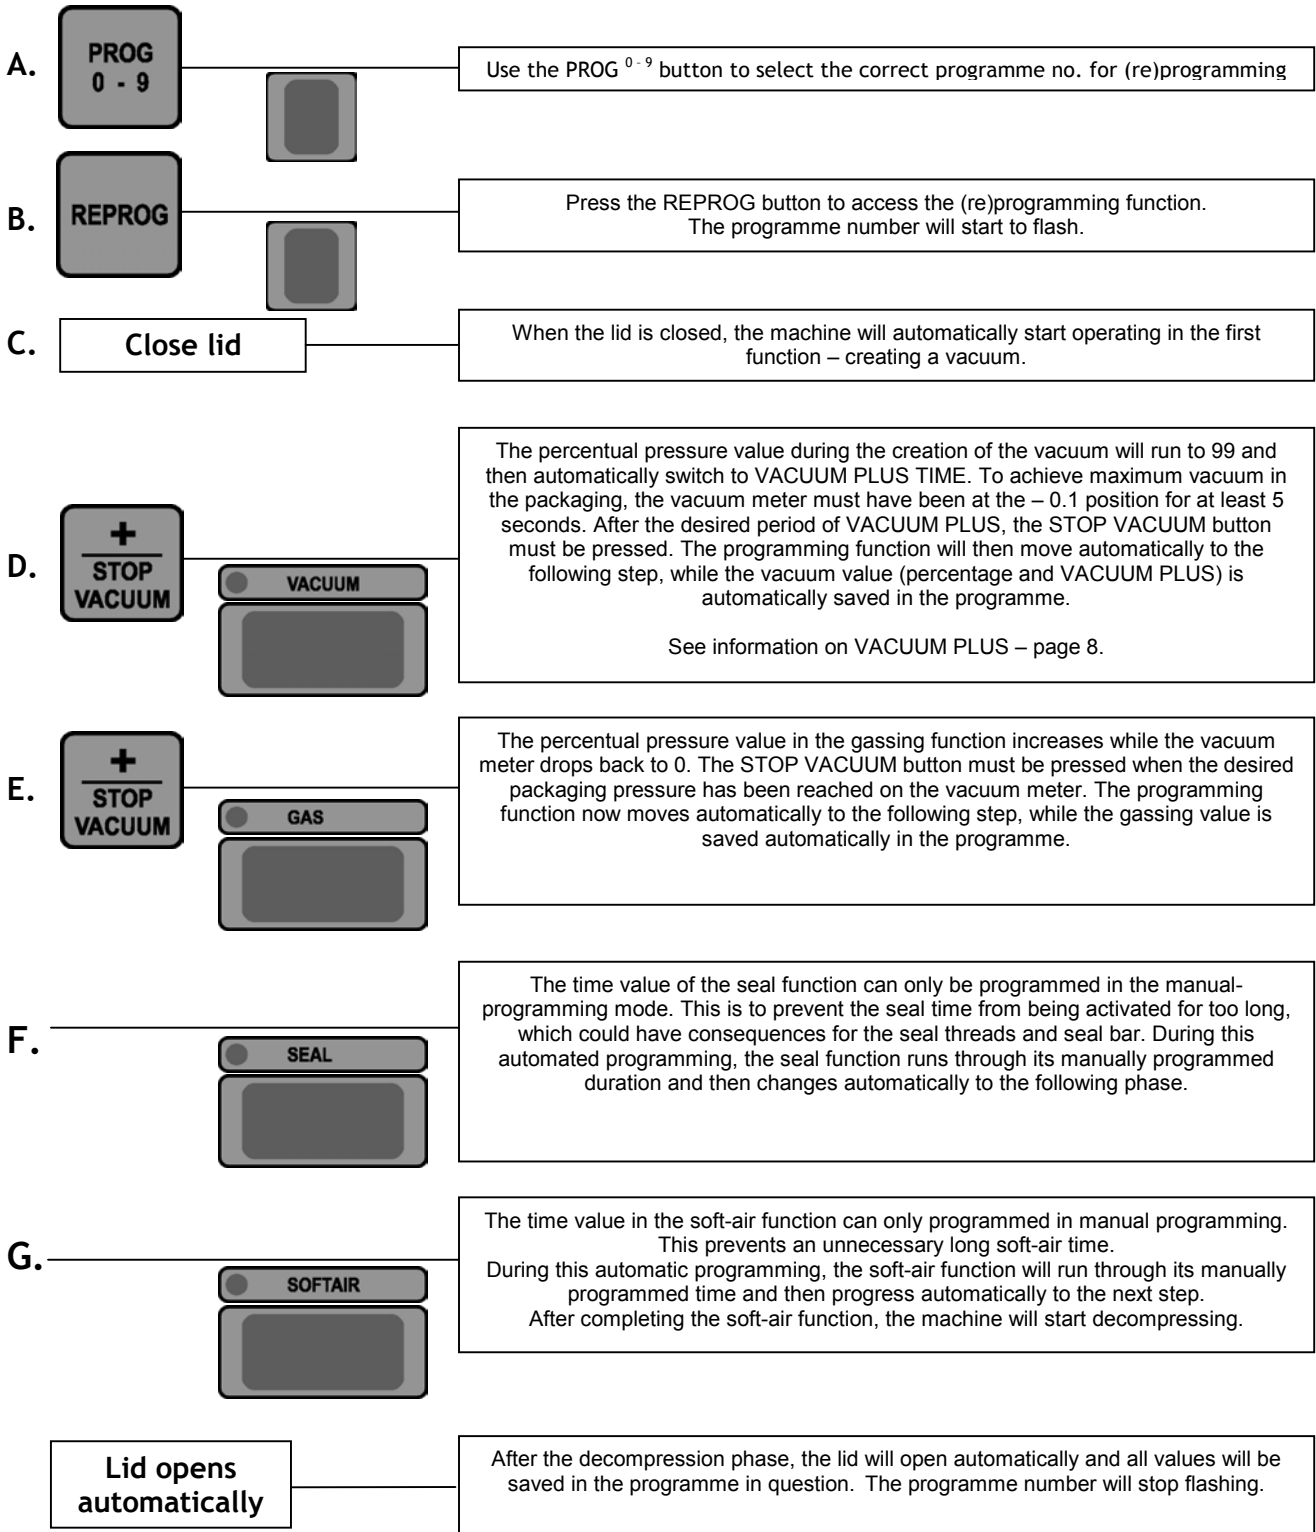 A.
PROG
0 - 9
Use the PROG 0 - 9 button to select the correct programme no. for (re)programming
B.
REPROG
Press the REPROG button to access the (re)programming function.
The programme number will start to flash.
C.
Close lid
When the lid is closed, the machine will automatically start operating in the first
function – creating a vacuum.
D.
+
STOP
VACUUM
VACUUM
The percentual pressure value during the creation of the vacuum will run to 99 and
then automatically switch to VACUUM PLUS TIME. To achieve maximum vacuum in
the packaging, the vacuum meter must have been at the – 0.1 position for at least 5
seconds. After the desired period of VACUUM PLUS, the STOP VACUUM button
must be pressed. The programming function will then move automatically to the
following step, while the vacuum value (percentage and VACUUM PLUS) is
automatically saved in the programme.
See information on VACUUM PLUS – page 8.
E.
+
STOP
VACUUM
GAS
The percentual pressure value in the gassing function increases while the vacuum
meter drops back to 0. The STOP VACUUM button must be pressed when the desired
packaging pressure has been reached on the vacuum meter. The programming
function now moves automatically to the following step, while the gassing value is
saved automatically in the programme.
F.
SEAL
The time value of the seal function can only be programmed in the manual-
programming mode. This is to prevent the seal time from being activated for too long,
which could have consequences for the seal threads and seal bar. During this
automated programming, the seal function runs through its manually programmed
duration and then changes automatically to the following phase.
G.
SOFTAIR
The time value in the soft-air function can only programmed in manual programming.
This prevents an unnecessary long soft-air time.
During this automatic programming, the soft-air function will run through its manually
programmed time and then progress automatically to the next step.
After completing the soft-air function, the machine will start decompressing.
Lid opens
automatically
After the decompression phase, the lid will open automatically and all values will be
saved in the programme in question. The programme number will stop flashing.